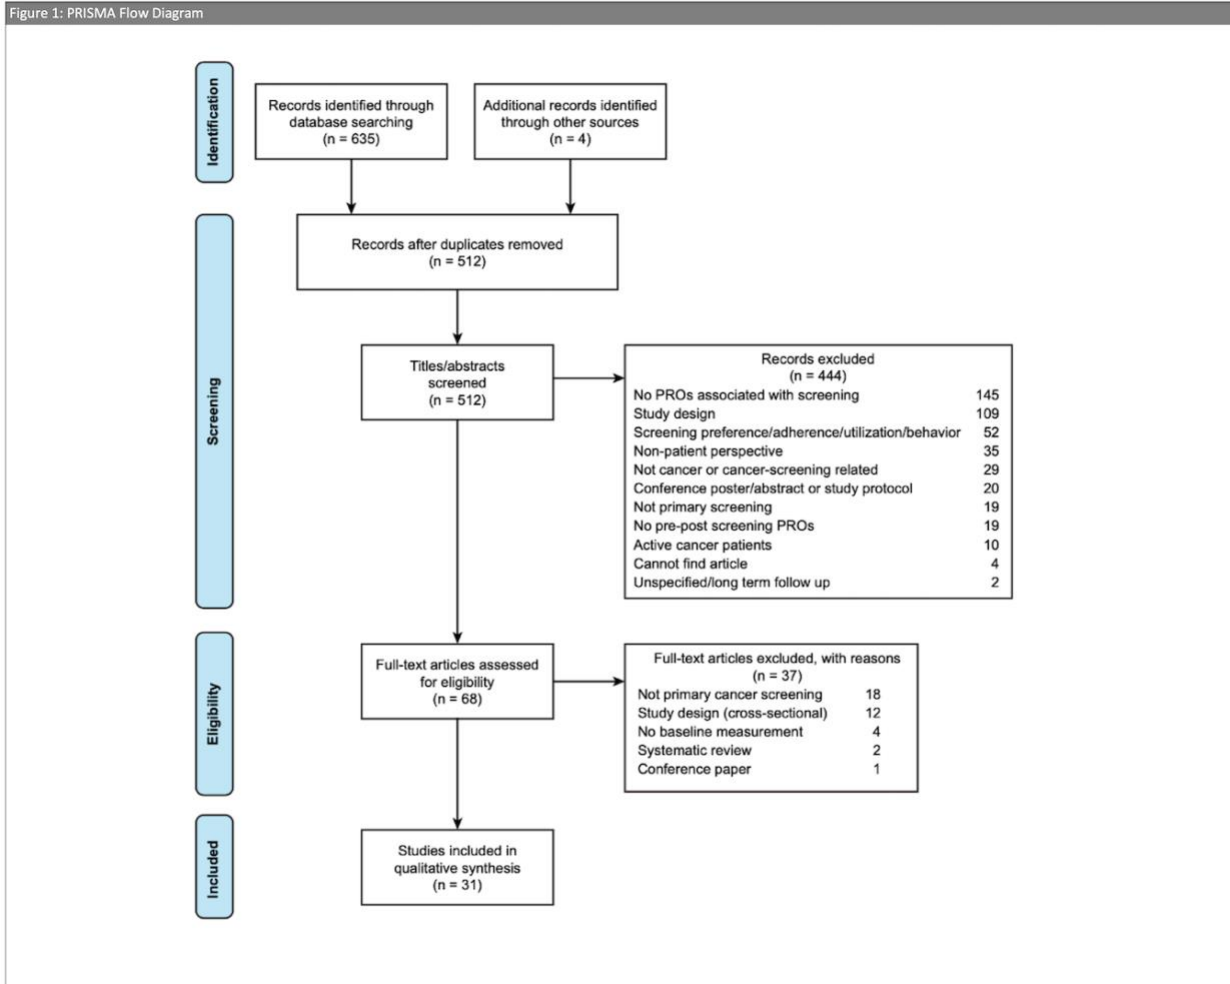 Figure 1: PRISMA Flow Diagram
Identification
Records identified through
database searching
(n = 635)
Additional records identified
through other sources
(n = 4)
Screening
Records after duplicates removed
(n = 512)
Titles/abstracts
screened
(n = 512)
Records excluded
(n = 444)
No PROs associated with screening 145
Study design 109
Screening preference/adherence/utilization/behavior 52
Non-patient perspective 35
Not cancer or cancer-screening related 29
Conference poster/abstract or study protocol 20
Not primary screening 19
No pre-post screening PROs 19
Active cancer patients 10
Cannot find article 4
Unspecified/long term follow up 2
Eligibility
Full-text articles assessed
for eligibility
(n = 68)
Full-text articles excluded, with reasons
(n = 37)
Not primary cancer screening 18
Study design (cross-sectional) 12
No baseline measurement 4
Systematic review 2
Conference paper 1
Included
Studies included in
qualitative synthesis
(n = 31)